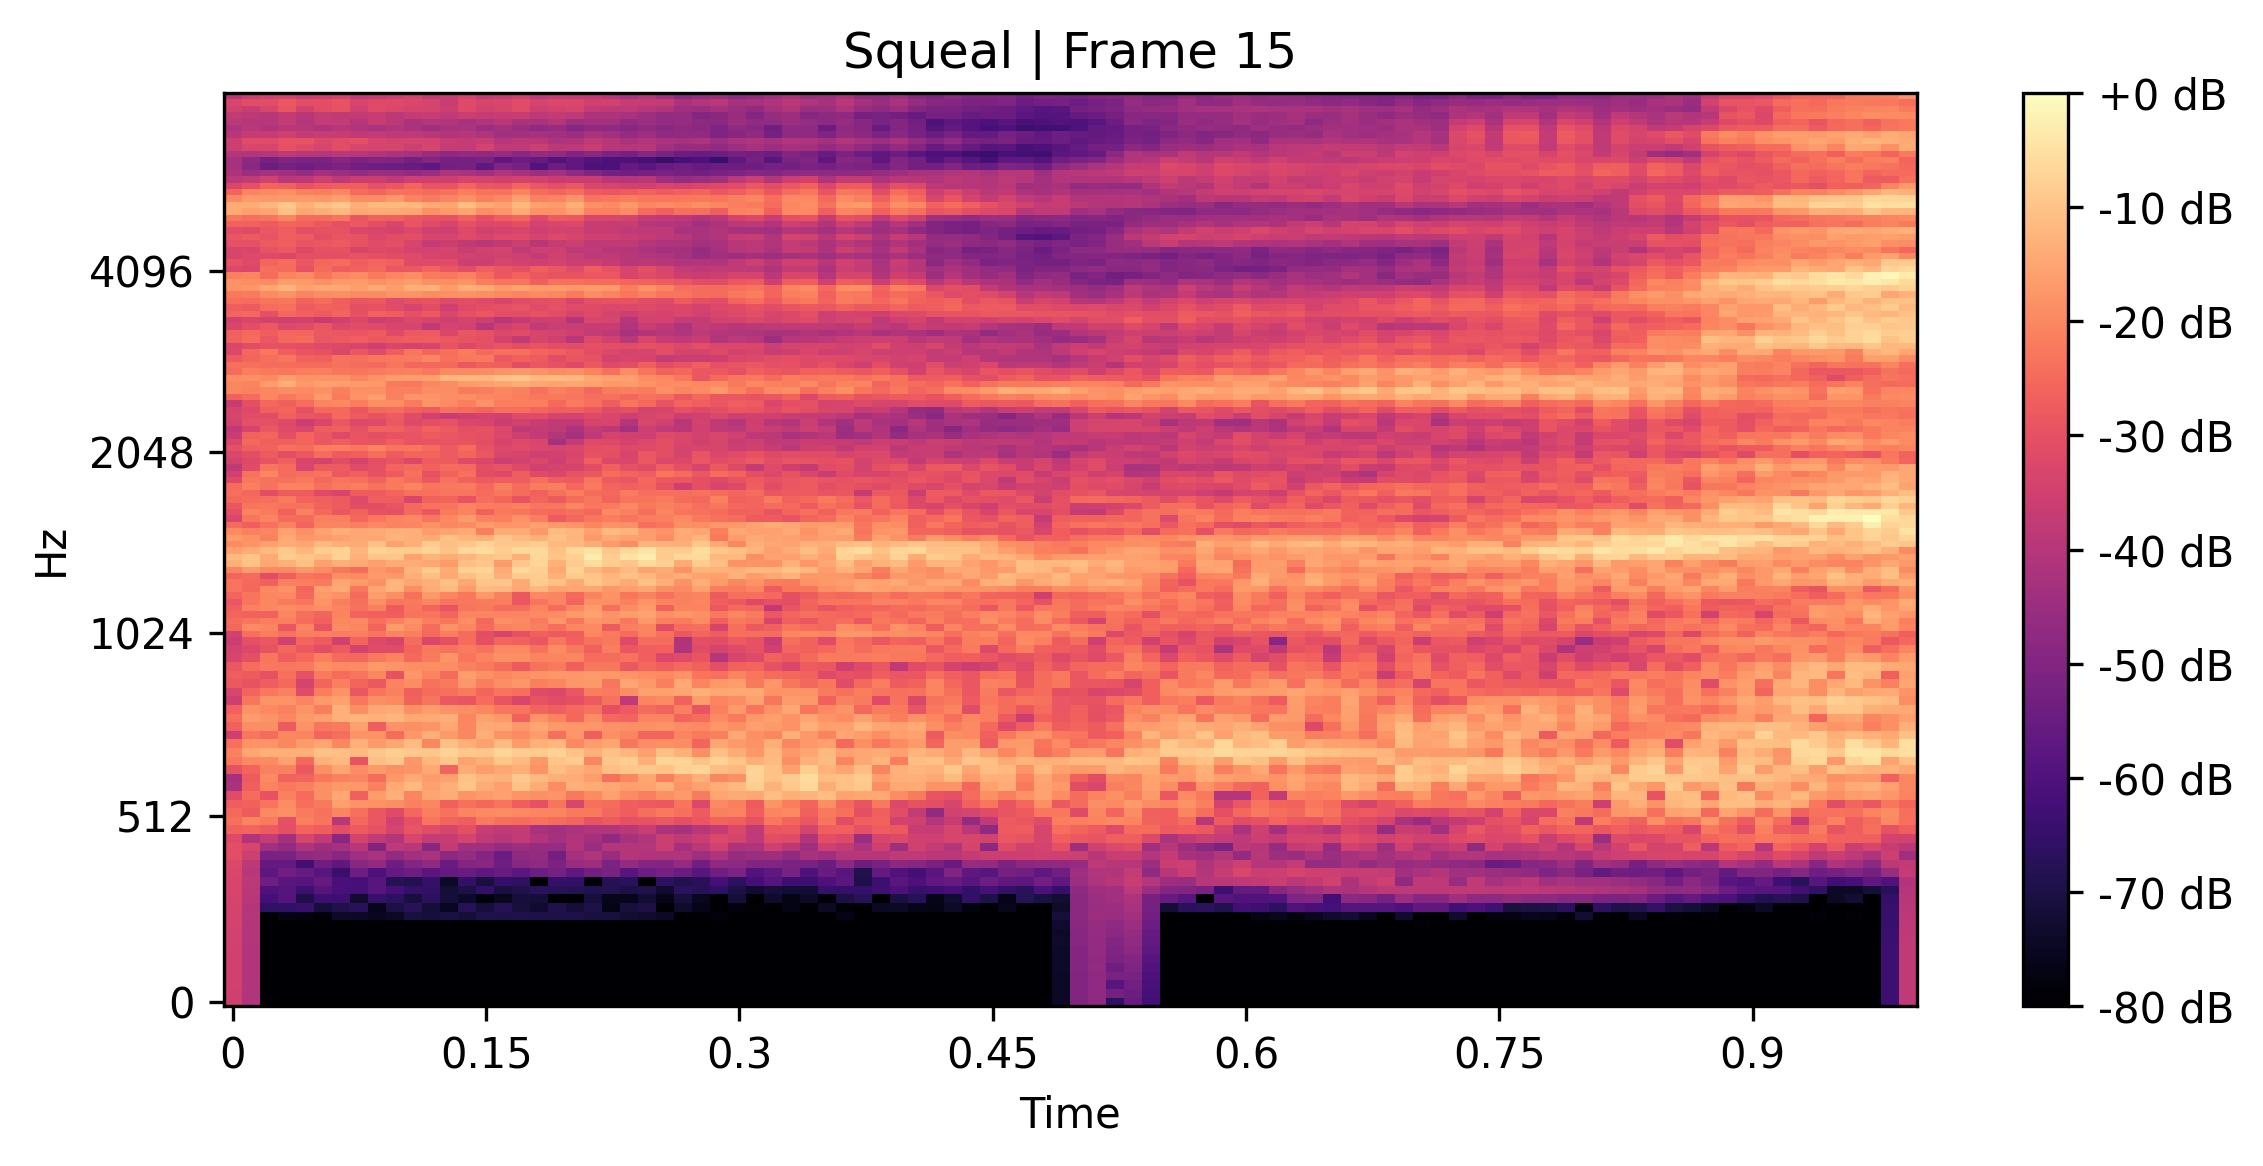 Squeal | Frame 15
Hz
4096
2048
1024
512
0
0 0.15 0.3 0.45 0.6 0.75 0.9
Time
+0 dB
-10 dB
-20 dB
-30 dB
-40 dB
-50 dB
-60 dB
-70 dB
-80 dB